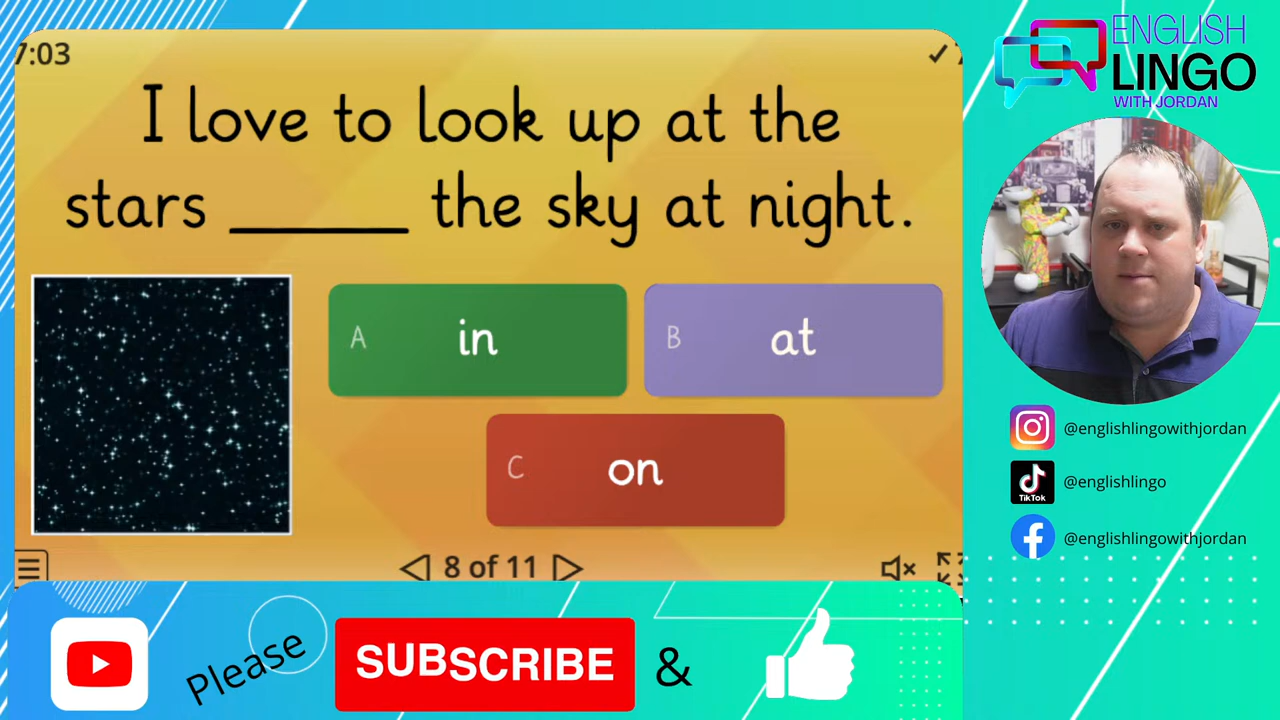 7:03
I love to look up at the
stars ______ the sky at night.
A in
B at
C on
8 of 11
ENGLISH
LINGO
WITH JORDAN
@englishlingowithjordan
TikTok
@englishlingo
@englishlingowithjordan
Please
SUBSCRIBE
&